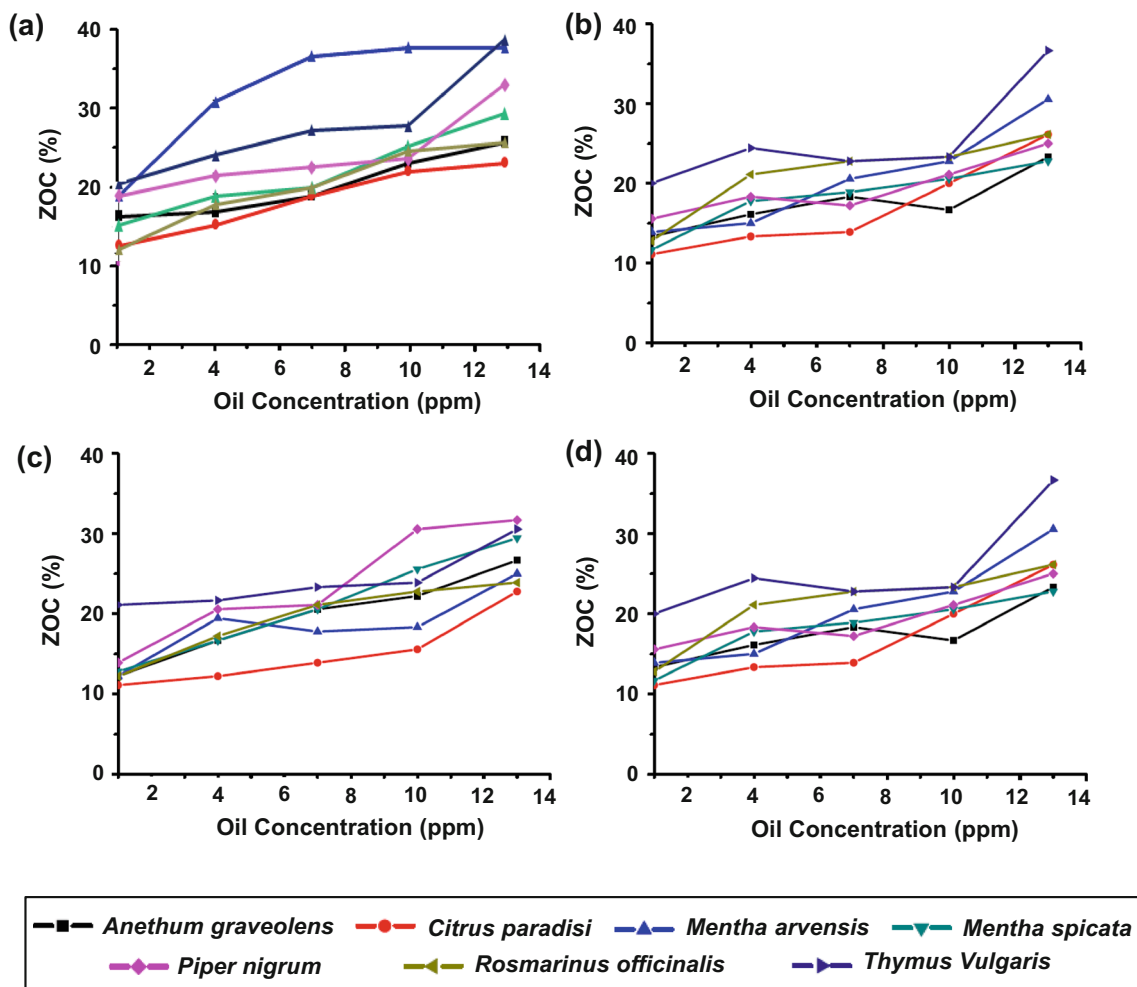 (a)
40
30
20
10
0
ZOC (%)
2 4 6 8 10 12 14
Oil Concentration (ppm)
(b)
40
30
20
10
0
ZOC (%)
2 4 6 8 10 12 14
Oil Concentration (ppm)
(c)
40
30
20
10
0
ZOC (%)
2 4 6 8 10 12 14
Oil Concentration (ppm)
(d)
40
30
20
10
0
ZOC (%)
2 4 6 8 10 12 14
Oil Concentration (ppm)
Anethum graveolens Citrus paradisi Mentha arvensis Mentha spicata
Piper nigrum Rosmarinus officinalis Thymus Vulgaris